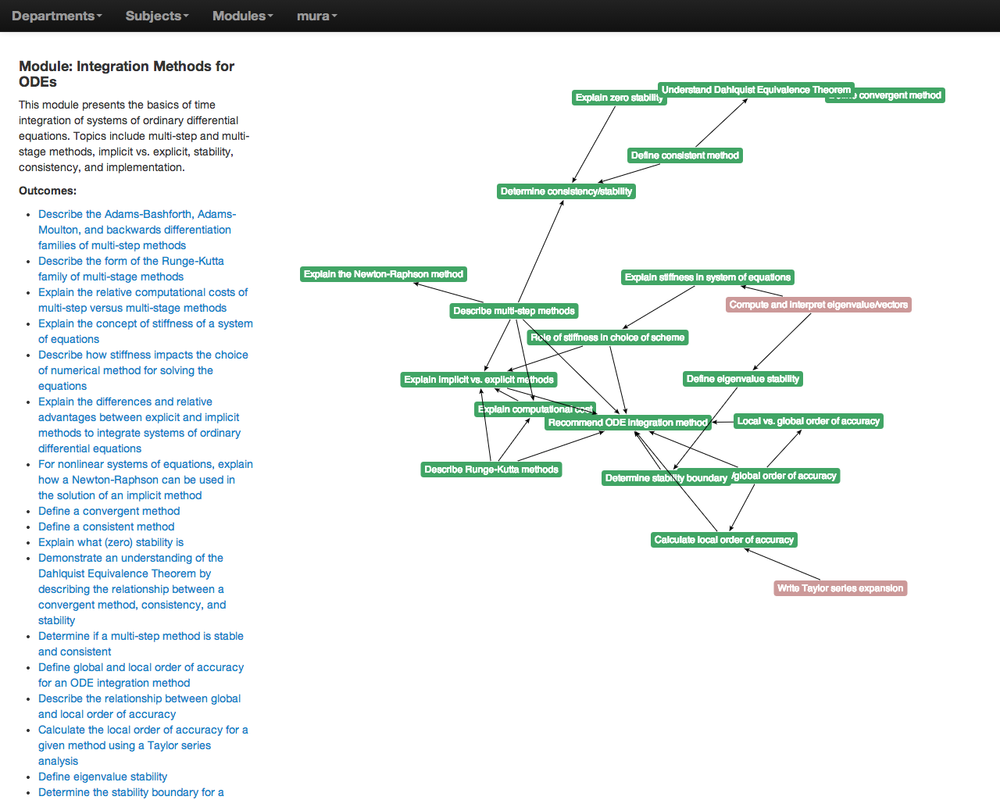 Departments Subjects Modules mura
Module: Integration Methods for
ODEs
This module presents the basics of time
integration of systems of ordinary differential
equations. Topics include multi-step and multi-
stage methods, implicit vs. explicit, stability,
consistency, and implementation.
Outcomes:
Describe the Adams-Bashforth, Adams-
Moulton, and backwards differentiation
families of multi-step methods
Describe the form of the Runge-Kutta
family of multi-stage methods
Explain the relative computational costs of
multi-step versus multi-stage methods
Explain the concept of stiffness of a system
of equations
Describe how stiffness impacts the choice
of numerical method for solving the
equations
Explain the differences and relative
advantages between explicit and implicit
methods to integrate systems of ordinary
differential equations
For nonlinear systems of equations, explain
how a Newton-Raphson can be used in
the solution of an implicit method
Define a convergent method
Define a consistent method
Explain what (zero) stability is
Demonstrate an understanding of the
Dahlquist Equivalence Theorem by
describing the relationship between a
convergent method, consistency, and
stability
Determine if a multi-step method is stable
and consistent
Define global and local order of accuracy
for an ODE integration method
Describe the relationship between global
and local order of accuracy
Calculate the local order of accuracy for a
given method using a Taylor series
analysis
Define eigenvalue stability
Determine the stability boundary for a
Explain zero stability
Understand Dahlquist Equivalence Theorem
convergent method
Define consistent method
Determine consistency/stability
Explain the Newton-Raphson method
Explain stiffness in system of equations
Compute and interpret eigenvalue/vectors
Describe multi-step methods
Role of stiffness in choice of scheme
Explain implicit vs. explicit methods
Define eigenvalue stability
Explain computational cost
Recommend ODE integration method
Local vs. global order of accuracy
Describe Runge-Kutta methods
Determine stability boundary
/global order of accuracy
Calculate local order of accuracy
Write Taylor series expansion